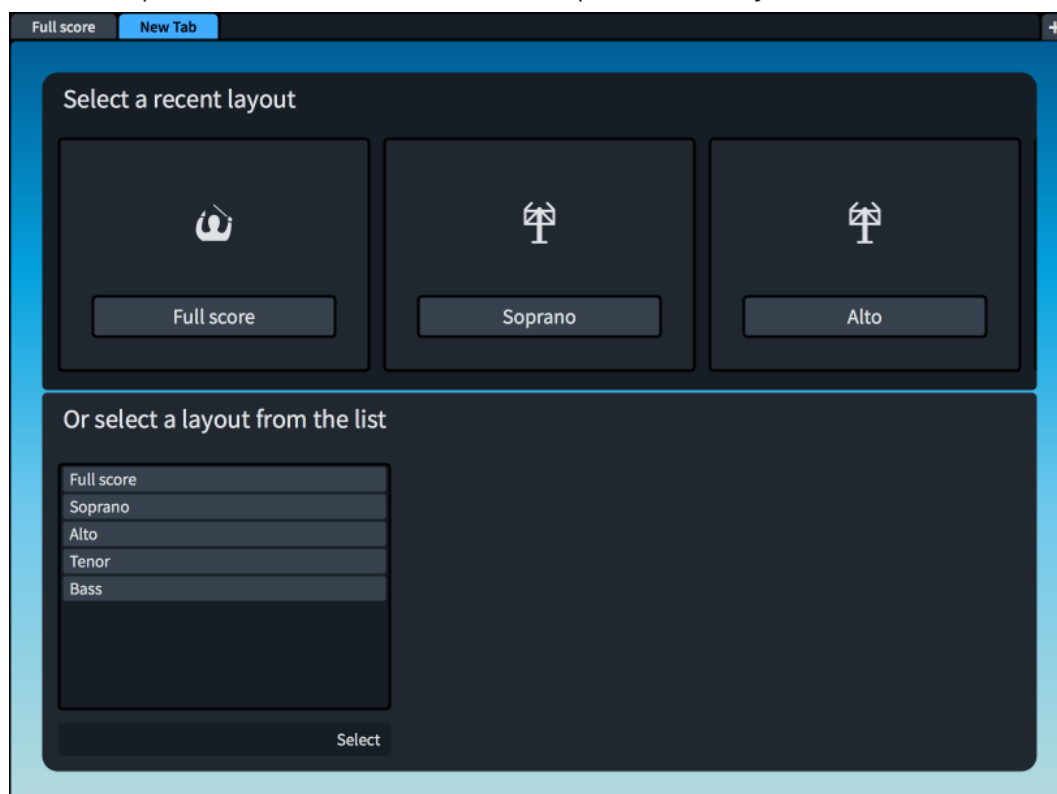 Full score New Tab +
Select a recent layout
Full score Soprano Alto
Or select a layout from the list
Full score
Soprano
Alto
Tenor
Bass
Select